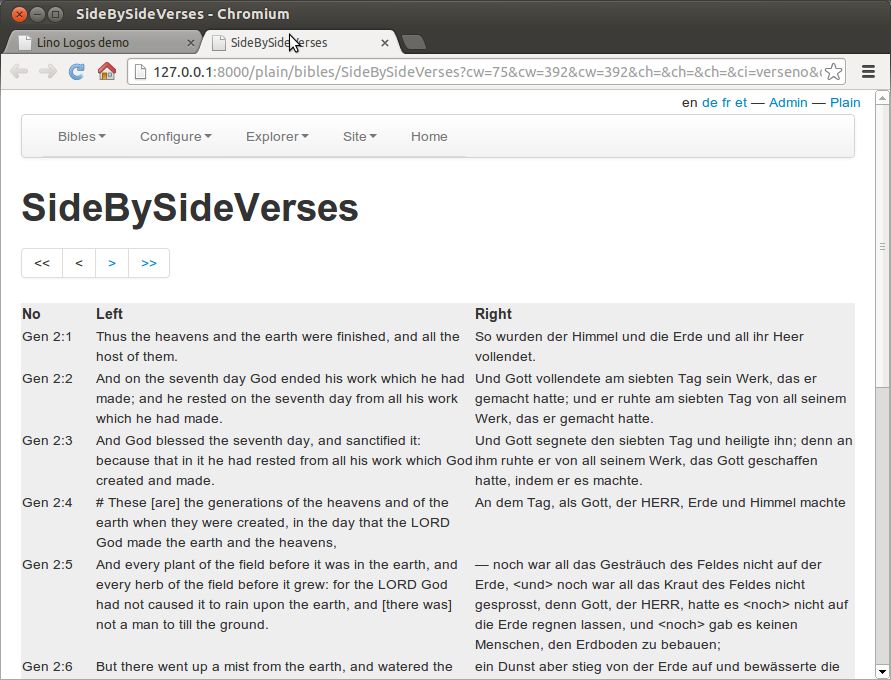 SideBySideVerses - Chromium
Lino Logos demo
SideBySide erses
127.0.0.1:8000/plain/bibles/SideBySideVerses?cw=75&cw=392&cw=392&ch=&ch=&ch=&ci=verseno&c
en de fr et — Admin — Plain
Bibles Configure Explorer Site Home
SideBySideVerses
<< < > >>
No Left Right
Gen 2:1 Thus the heavens and the earth were finished, and all the So wurden der Himmel und die Erde und all ihr Heer
host of them. vollendet.
Gen 2:2 And on the seventh day God ended his work which he had Und Gott vollendete am siebten Tag sein Werk, das er
made; and he rested on the seventh day from all his work gemacht hatte; und er ruhte am siebten Tag von all seinem
which he had made. Werk, das er gemacht hatte.
Gen 2:3 And God blessed the seventh day, and sanctified it: Und Gott segnete den siebten Tag und heiligte ihn; denn an
because that in it he had rested from all his work which God ihm ruhte er von all seinem Werk, das Gott geschaffen
created and made. hatte, indem er es machte.
Gen 2:4 # These [are] the generations of the heavens and of the An dem Tag, als Gott, der HERR, Erde und Himmel machte
earth when they were created, in the day that the LORD
God made the earth and the heavens,
Gen 2:5 And every plant of the field before it was in the earth, and — noch war all das Gesträuch des Feldes nicht auf der
every herb of the field before it grew: for the LORD God Erde, <und> noch war all das Kraut des Feldes nicht
had not caused it to rain upon the earth, and [there was] gesprosst, denn Gott, der HERR, hatte es <noch> nicht auf
not a man to till the ground. die Erde regnen lassen, und <noch> gab es keinen
Menschen, den Erdboden zu bebauen;
Gen 2:6 But there went up a mist from the earth, and watered the ein Dunst aber stieg von der Erde auf und bewässerte die